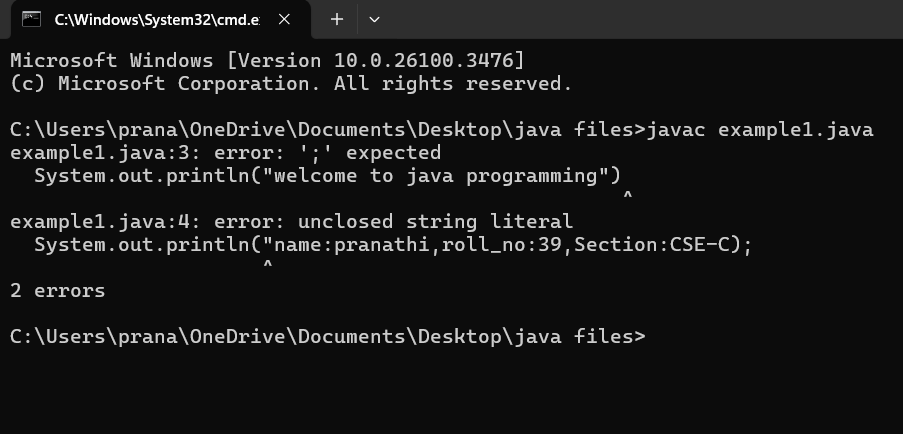 C:\Windows\System32\cmd.e
Microsoft Windows [Version 10.0.26100.3476]
(c) Microsoft Corporation. All rights reserved.
C:\Users\prana\OneDrive\Documents\Desktop\java files>javac example1.java
example1.java:3: error: ';' expected
  System.out.println("welcome to java programming")
                                                   ^
example1.java:4: error: unclosed string literal
  System.out.println("name:pranathi,roll_no:39,Section:CSE-C);
                     ^
2 errors
C:\Users\prana\OneDrive\Documents\Desktop\java files>